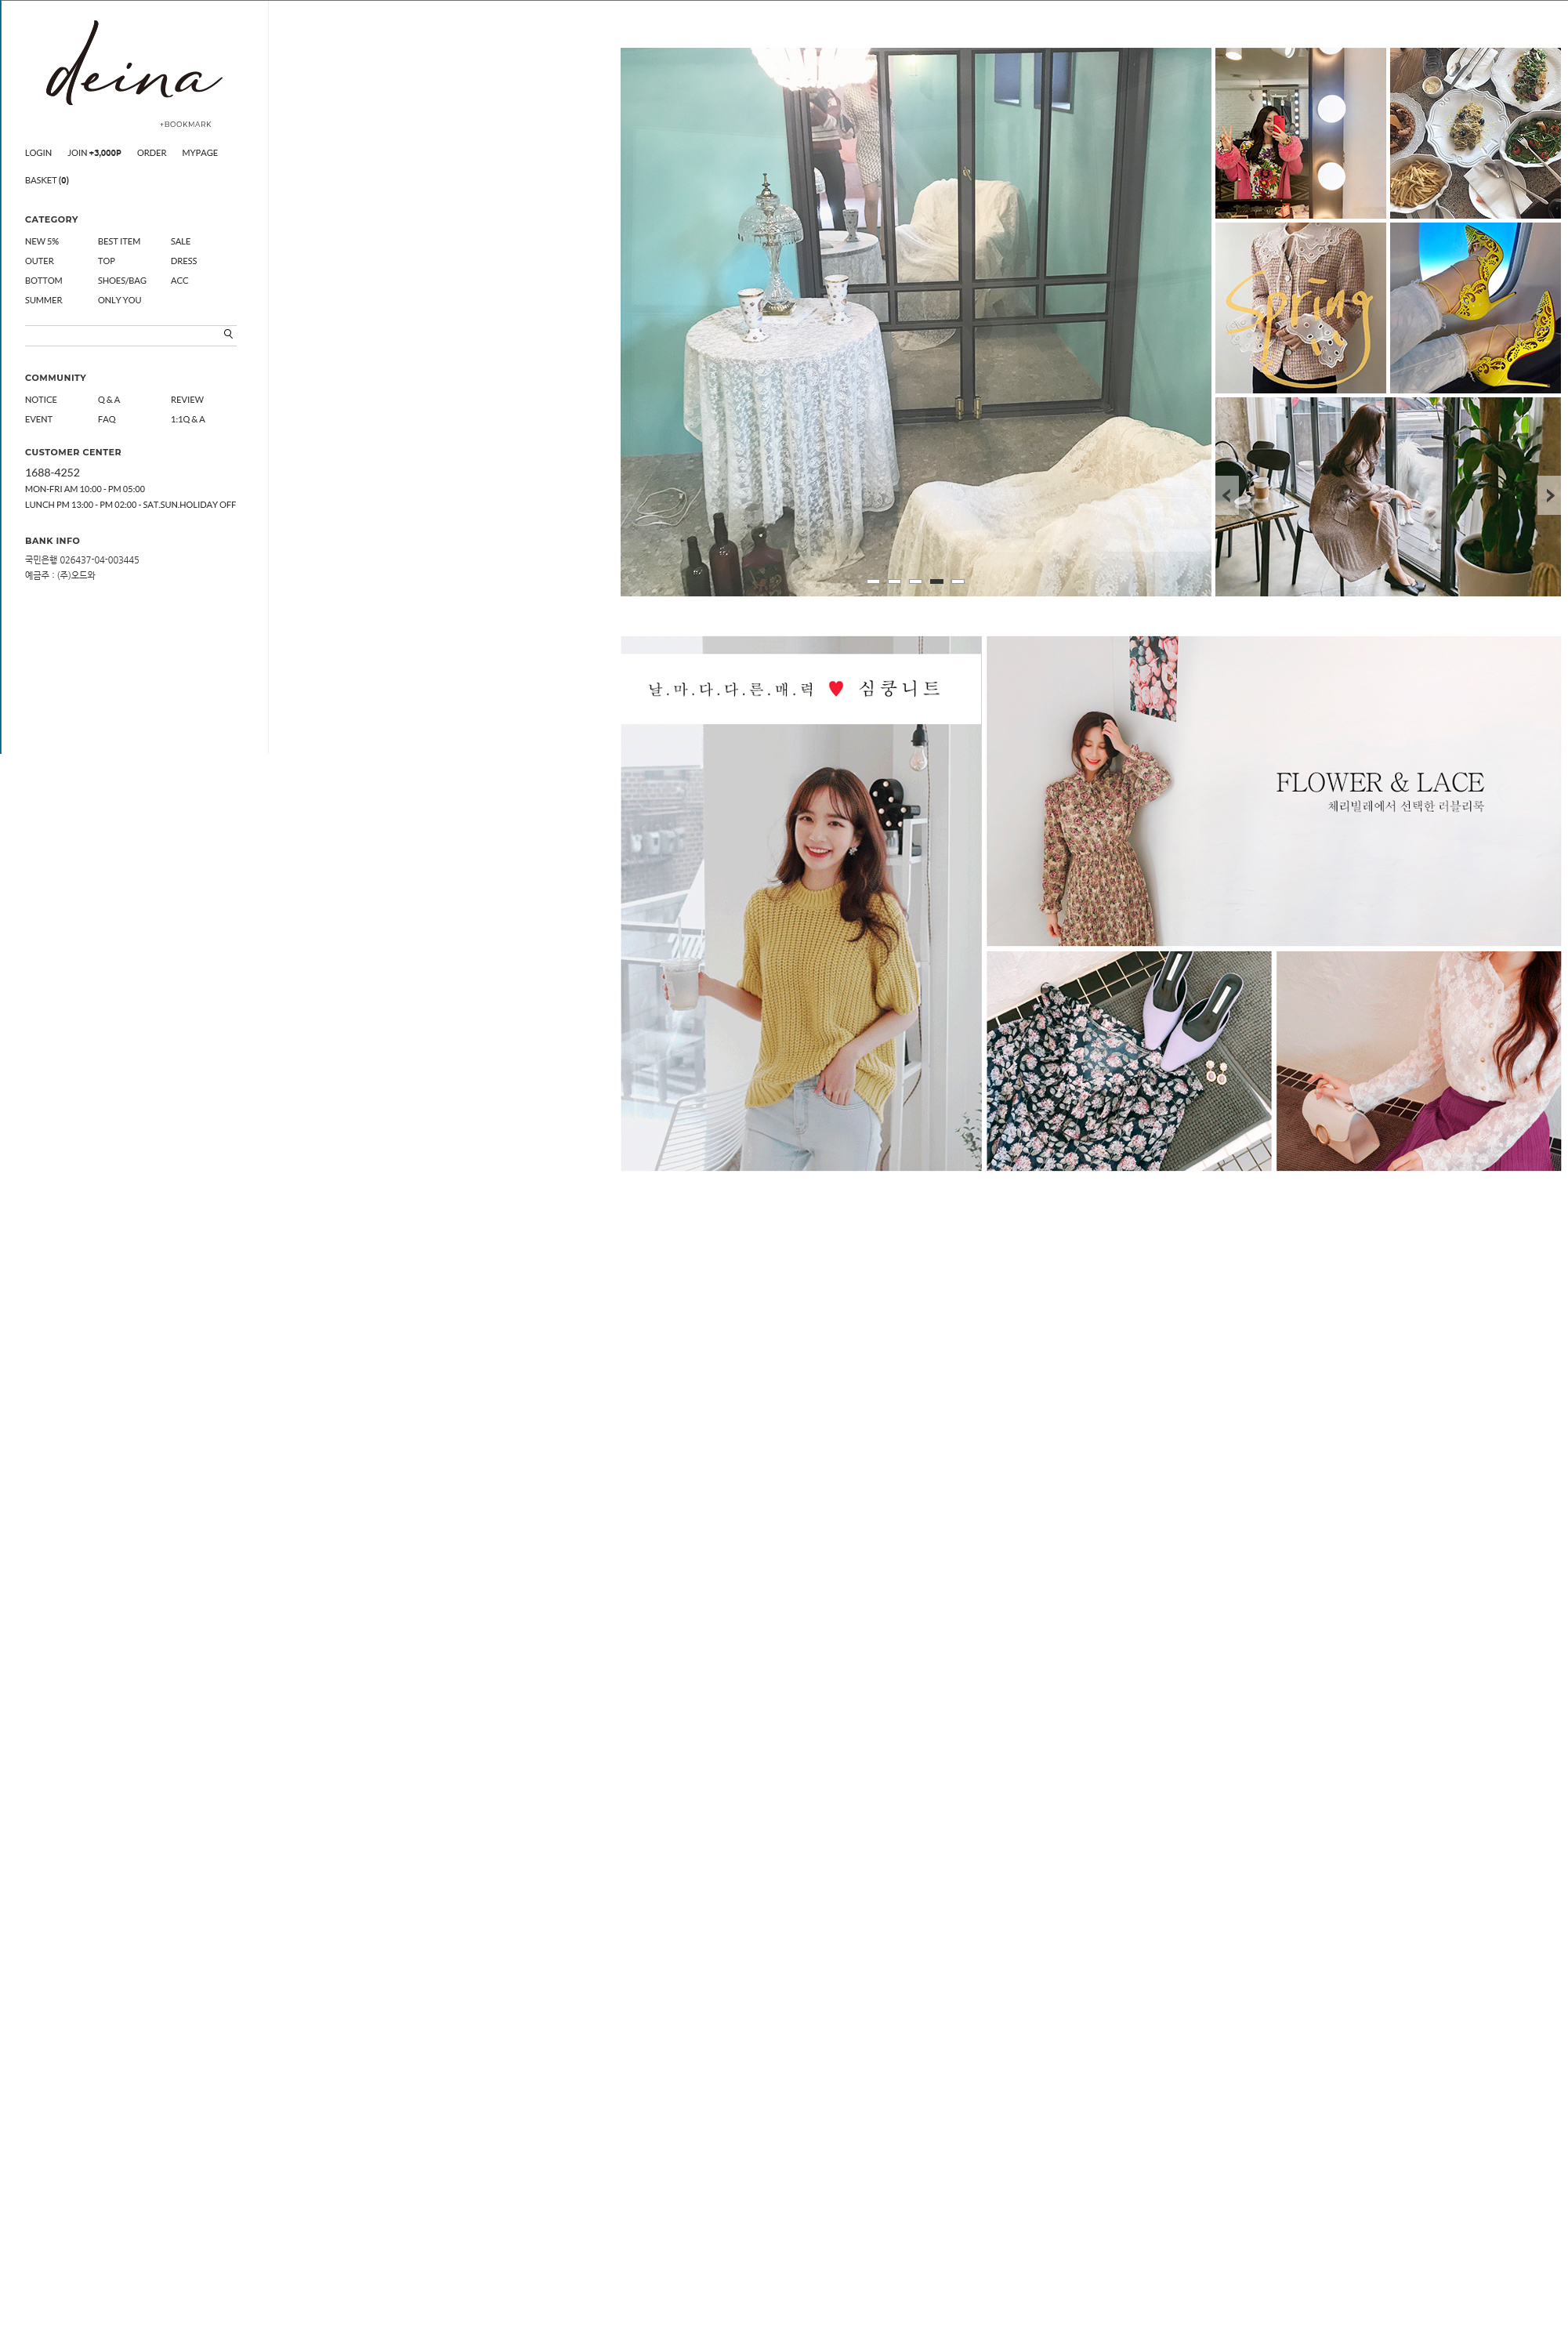 deina
+BOOKMARK
LOGIN JOIN +3,000P ORDER MYPAGE
BASKET (0)
CATEGORY
NEW 5% BEST ITEM SALE
OUTER TOP DRESS
BOTTOM SHOES/BAG ACC
SUMMER ONLY YOU
COMMUNITY
NOTICE Q & A REVIEW
EVENT FAQ 1:1Q & A
CUSTOMER CENTER
1688-4252
MON-FRI AM 10:00 - PM 05:00
LUNCH PM 13:00 - PM 02:00 - SAT.SUN.HOLIDAY OFF
BANK INFO
국민은행 026437-04-003445
예금주 : (주)오드와
Spring
날.마.다.다.른.매.력 ♥ 심쿵니트
FLOWER & LACE
체리빌레에서 선택한 러블리룩